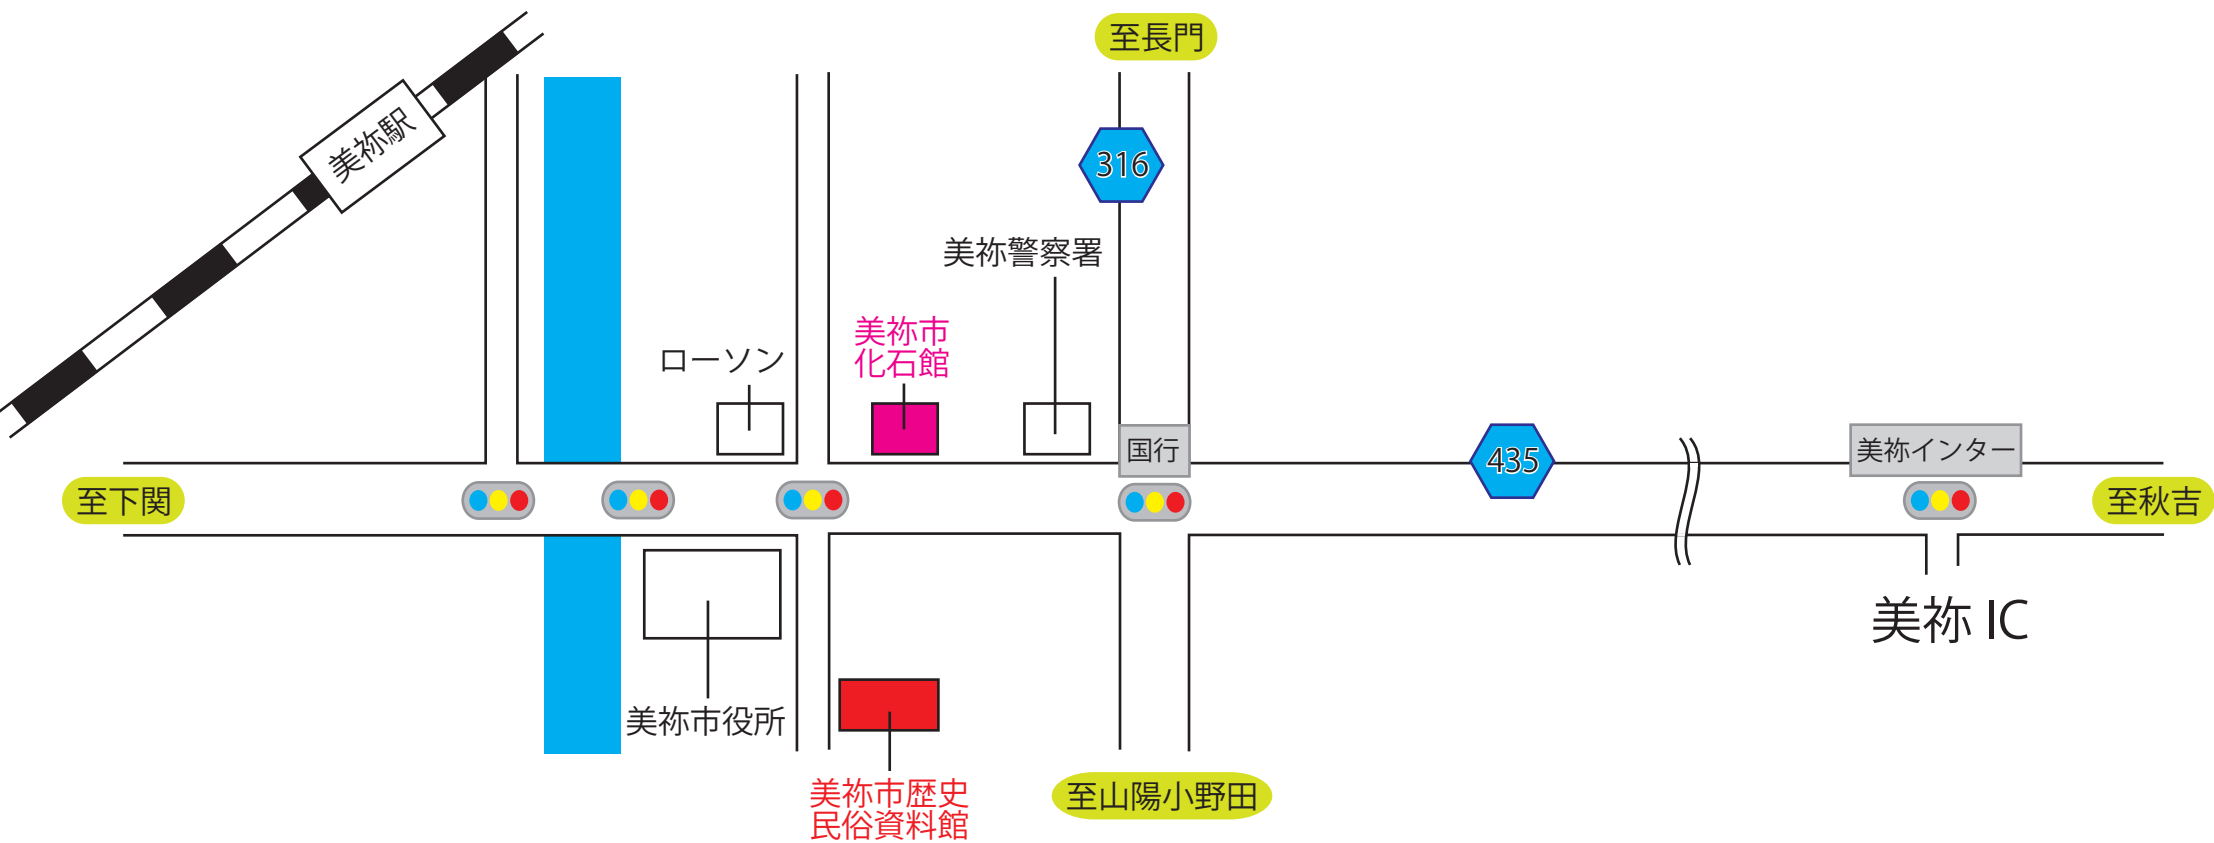 至長門
美祢駅
316
美祢警察署
美祢市
化石館
ローソン
国行
435
美祢インター
至下関
至秋吉
美祢 IC
美祢市役所
美祢市歴史
民俗資料館
至山陽小野田